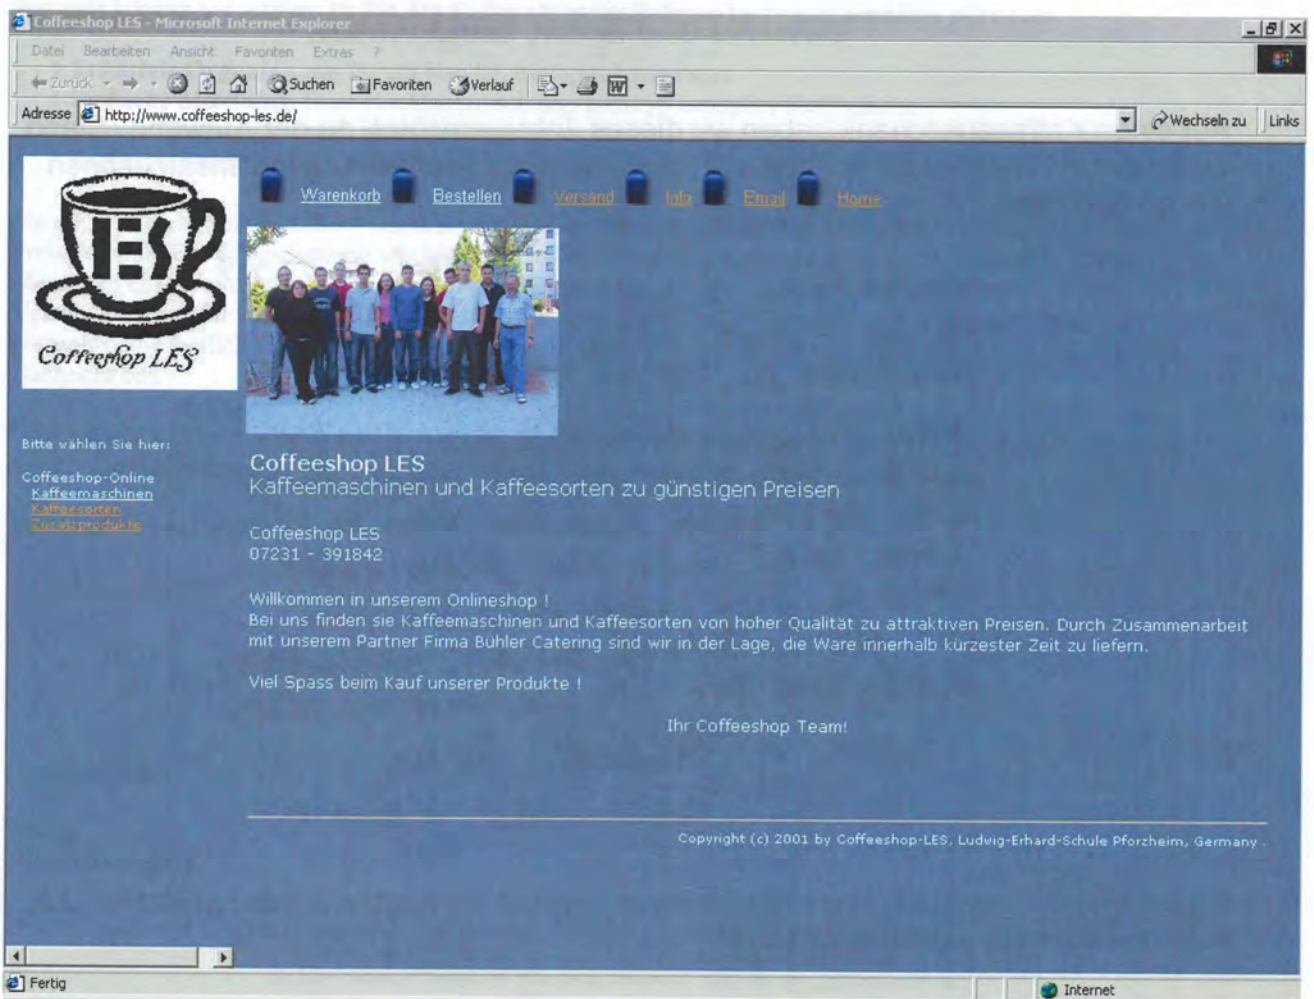 Coffeeshop LES - Microsoft Internet Explorer
Datei Bearbeiten Ansicht Favoriten Extras ?
Zurück Suchen Favoriten Verlauf
Adresse http://www.coffeeshop-les.de/ Wechseln zu Links
LES
Coffeeshop LES
Warenkorb Bestellen Versand Info Email Home
Bitte wählen Sie hier:
Coffeeshop-Online
Kaffeemaschinen
Kaffeesorten
Zusatzprodukte
Coffeeshop LES
Kaffeemaschinen und Kaffeesorten zu günstigen Preisen
Coffeeshop LES
07231 - 391842
Willkommen in unserem Onlineshop !
Bei uns finden sie Kaffeemaschinen und Kaffeesorten von hoher Qualität zu attraktiven Preisen. Durch Zusammenarbeit
mit unserem Partner Firma Bühler Catering sind wir in der Lage, die Ware innerhalb kürzester Zeit zu liefern.
Viel Spass beim Kauf unserer Produkte !
Ihr Coffeeshop Team!
Copyright (c) 2001 by Coffeeshop-LES, Ludwig-Erhard-Schule Pforzheim, Germany .
Fertig Internet